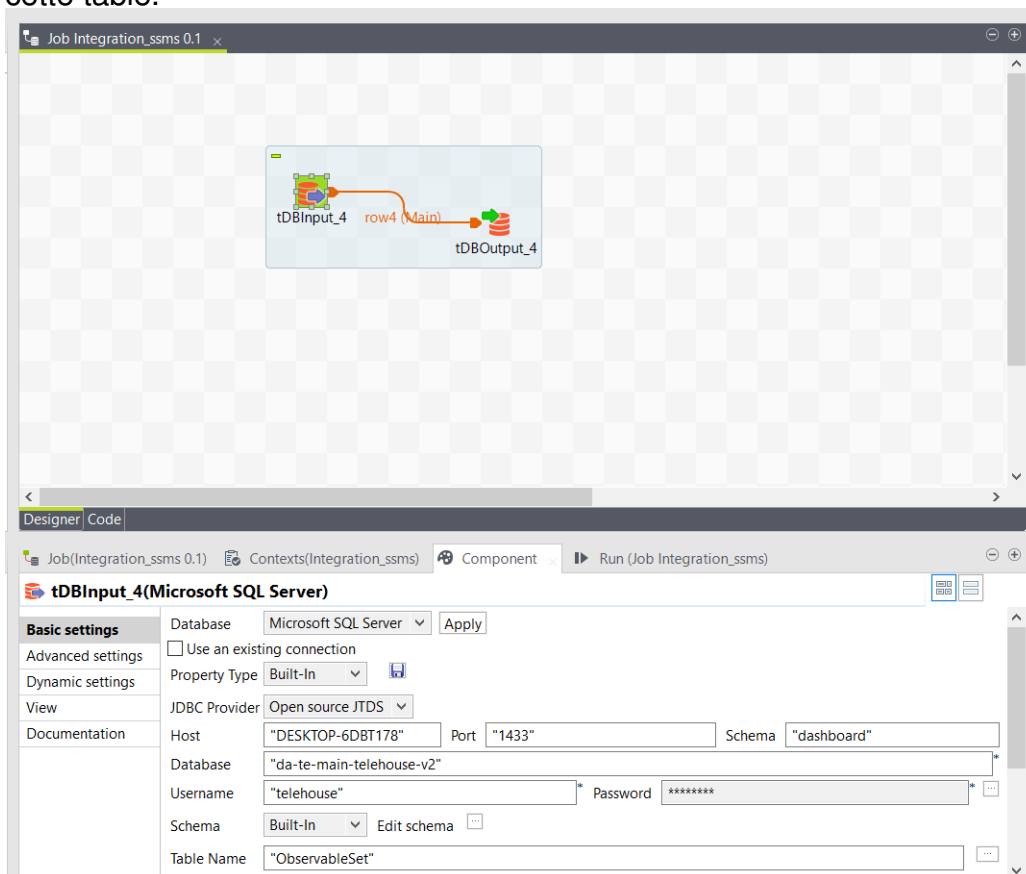 cette table.
Job Integration_ssms 0.1
tDBInput_4 row4 (Main)
tDBOutput_4
Designer Code
Job(Integration_ssms 0.1) Contexts(Integration_ssms) Component Run (Job Integration_ssms)
tDBInput_4(Microsoft SQL Server)
Basic settings
Advanced settings
Dynamic settings
View
Documentation
Database Microsoft SQL Server Apply
Use an existing connection
Property Type Built-In
JDBC Provider Open source JTDS
Host "DESKTOP-6DBT178" Port "1433" Schema "dashboard"
Database "da-te-main-telehouse-v2" *
Username "telehouse" * Password ******** *
Schema Built-In Edit schema ...
Table Name "ObservableSet" ...